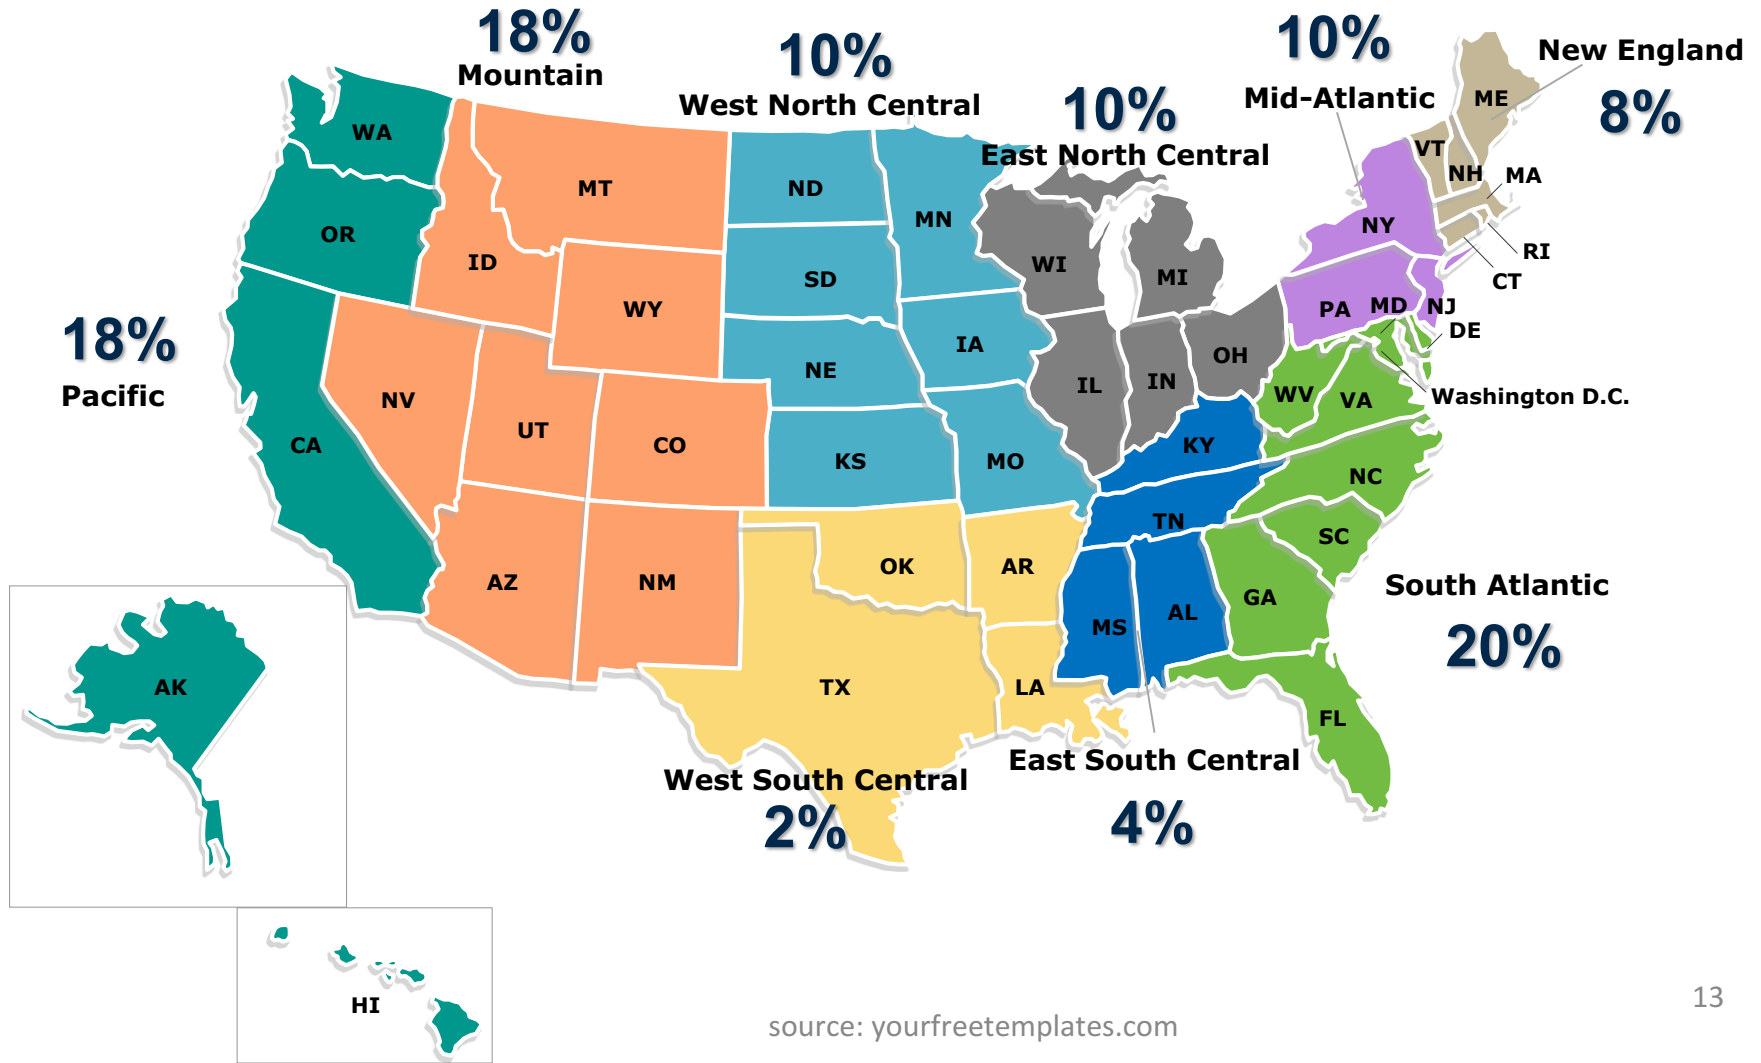 18%
Mountain
10%
West North Central
10%
East North Central
10%
Mid-Atlantic
New England
8%
18%
Pacific
WA
OR
CA
NV
ID
MT
WY
UT
CO
AZ
NM
ND
SD
NE
KS
MN
IA
MO
WI
MI
IL
IN
OH
NY
PA
NJ
VT
NH
ME
MA
RI
CT
MD
DE
Washington D.C.
WV
VA
NC
SC
GA
FL
KY
TN
MS
AL
OK
AR
TX
LA
South Atlantic
20%
West South Central
2%
East South Central
4%
AK
HI
source: yourfreetemplates.com
13